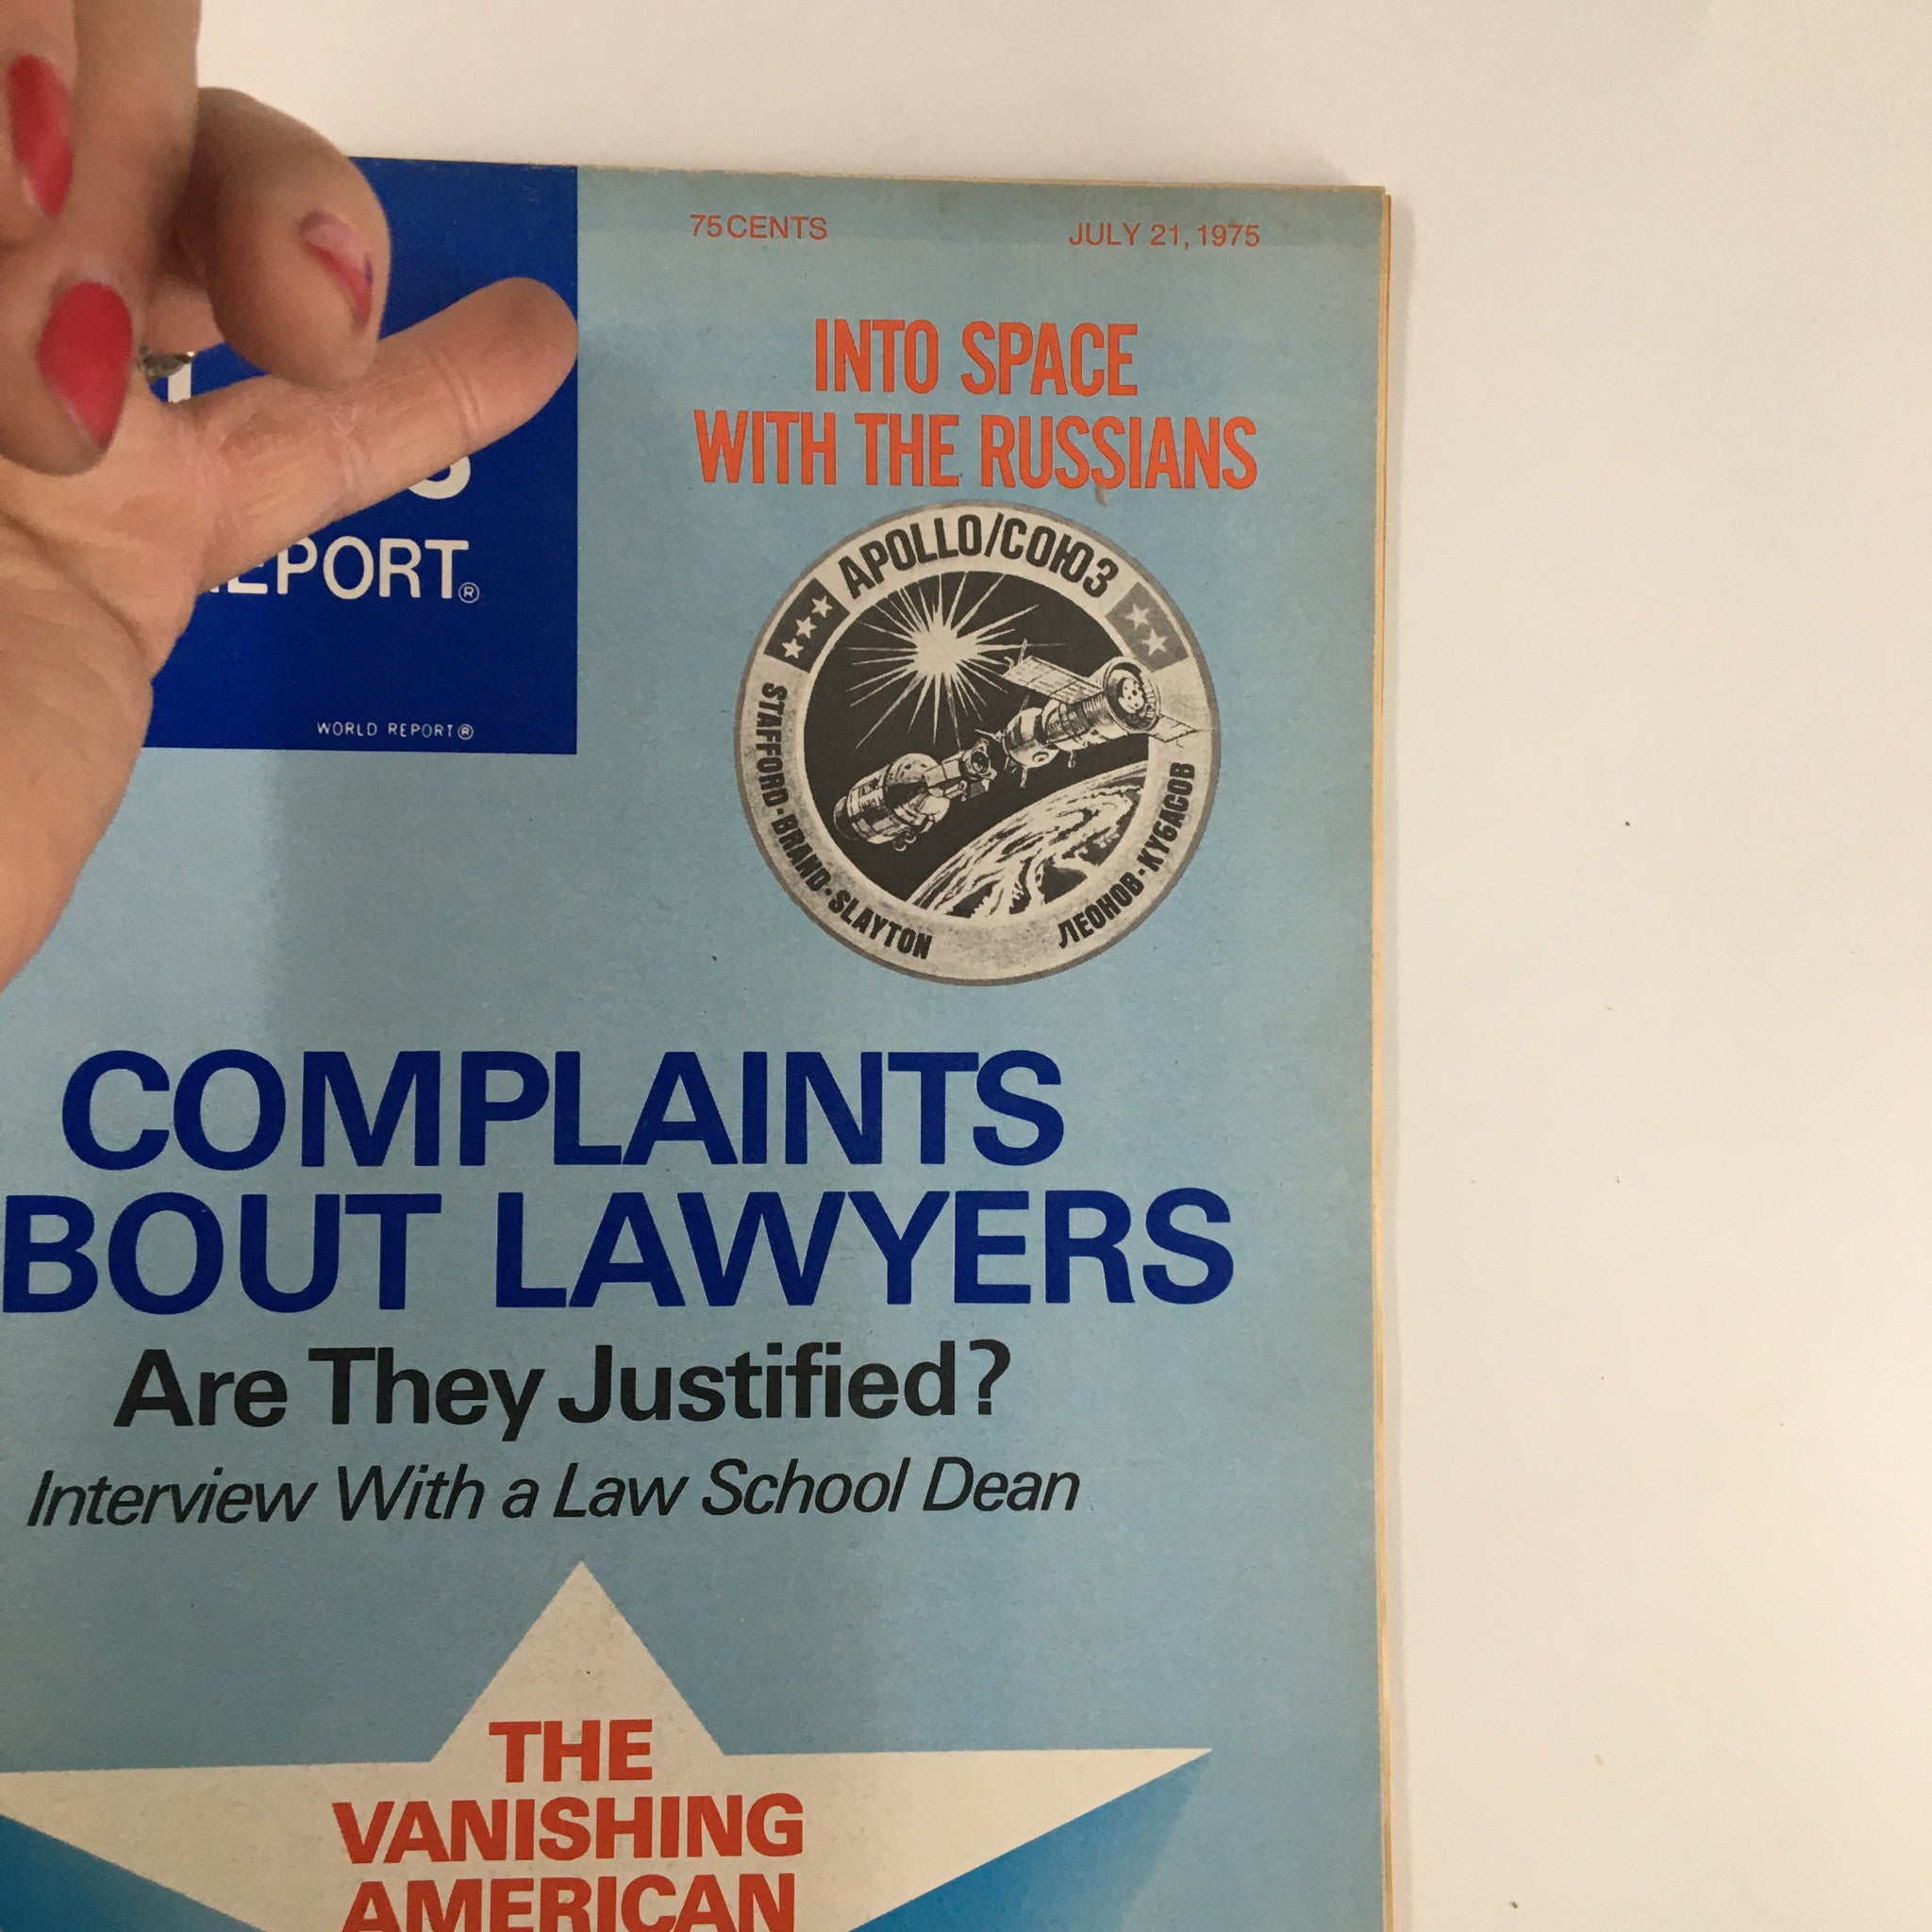 75 CENTS
JULY 21, 1975
INTO SPACE
WITH THE RUSSIANS
APOLLO/СОЮЗ
STAFFORD·BRAND·SLAYTON
ЛЕОНОВ·КУБАСОВ
WORLD REPORT®
COMPLAINTS
BOUT LAWYERS
Are They Justified?
Interview With a Law School Dean
THE
VANISHING
AMERICAN